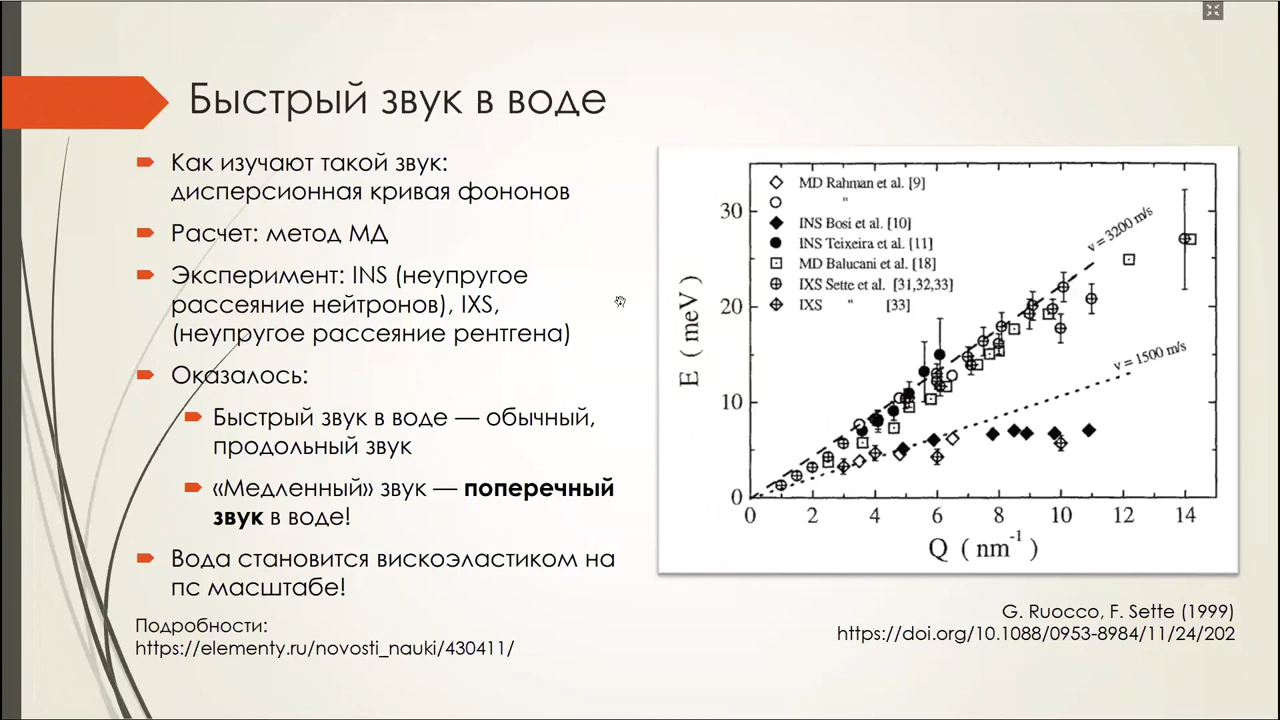 Быстрый звук в воде
Как изучают такой звук:
дисперсионная кривая фононов
Расчет: метод МД
Эксперимент: INS (неупругое
рассеяние нейтронов), IXS,
(неупругое рассеяние рентгена)
Оказалось:
Быстрый звук в воде — обычный,
продольный звук
«Медленный» звук — поперечный
звук в воде!
Вода становится вискоэластиком на
пс масштабе!
Подробности:
https://elementy.ru/novosti_nauki/430411/
MD Rahman et al. [9]
"
INS Bosi et al. [10]
INS Teixeira et al. [11]
MD Balucani et al. [18]
IXS Sette et al. [31,32,33]
IXS " [33]
v = 3200 m/s
v = 1500 m/s
E ( meV )
30
20
10
0
0 2 4 6 8 10 12 14
Q ( nm⁻¹ )
G. Ruocco, F. Sette (1999)
https://doi.org/10.1088/0953-8984/11/24/202